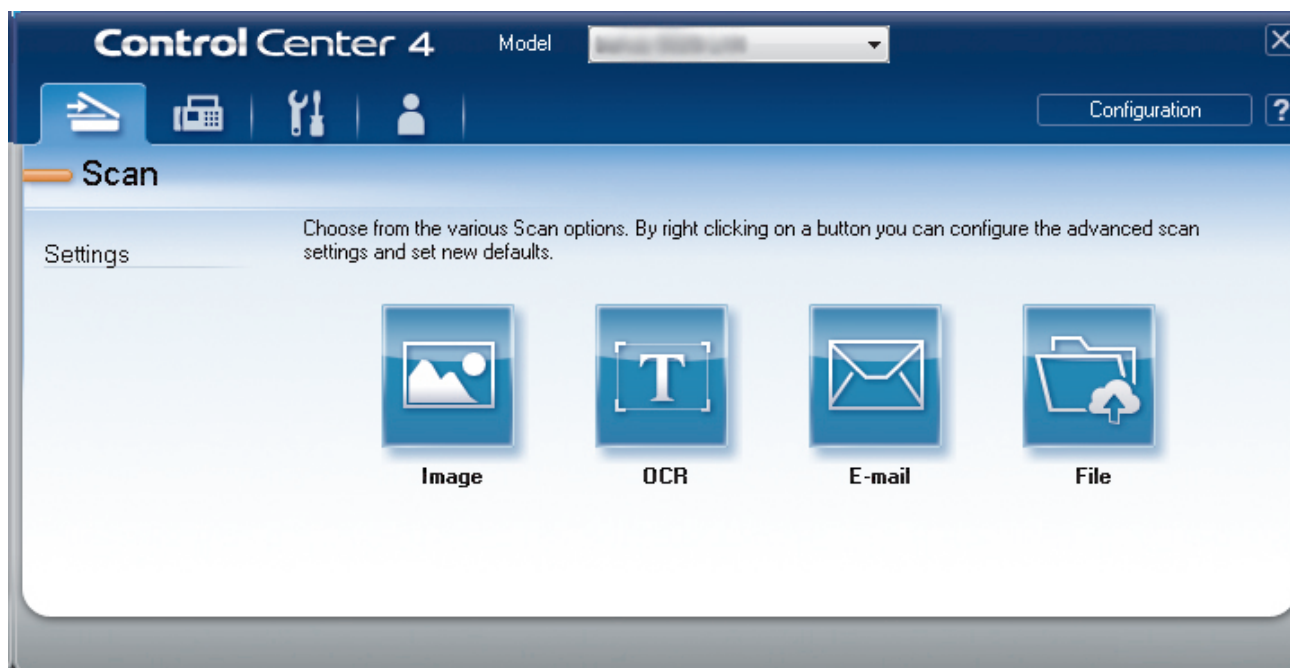 Control Center 4
Model
Configuration
?
Scan
Settings
Choose from the various Scan options. By right clicking on a button you can configure the advanced scan
settings and set new defaults.
T
Image
OCR
E-mail
File